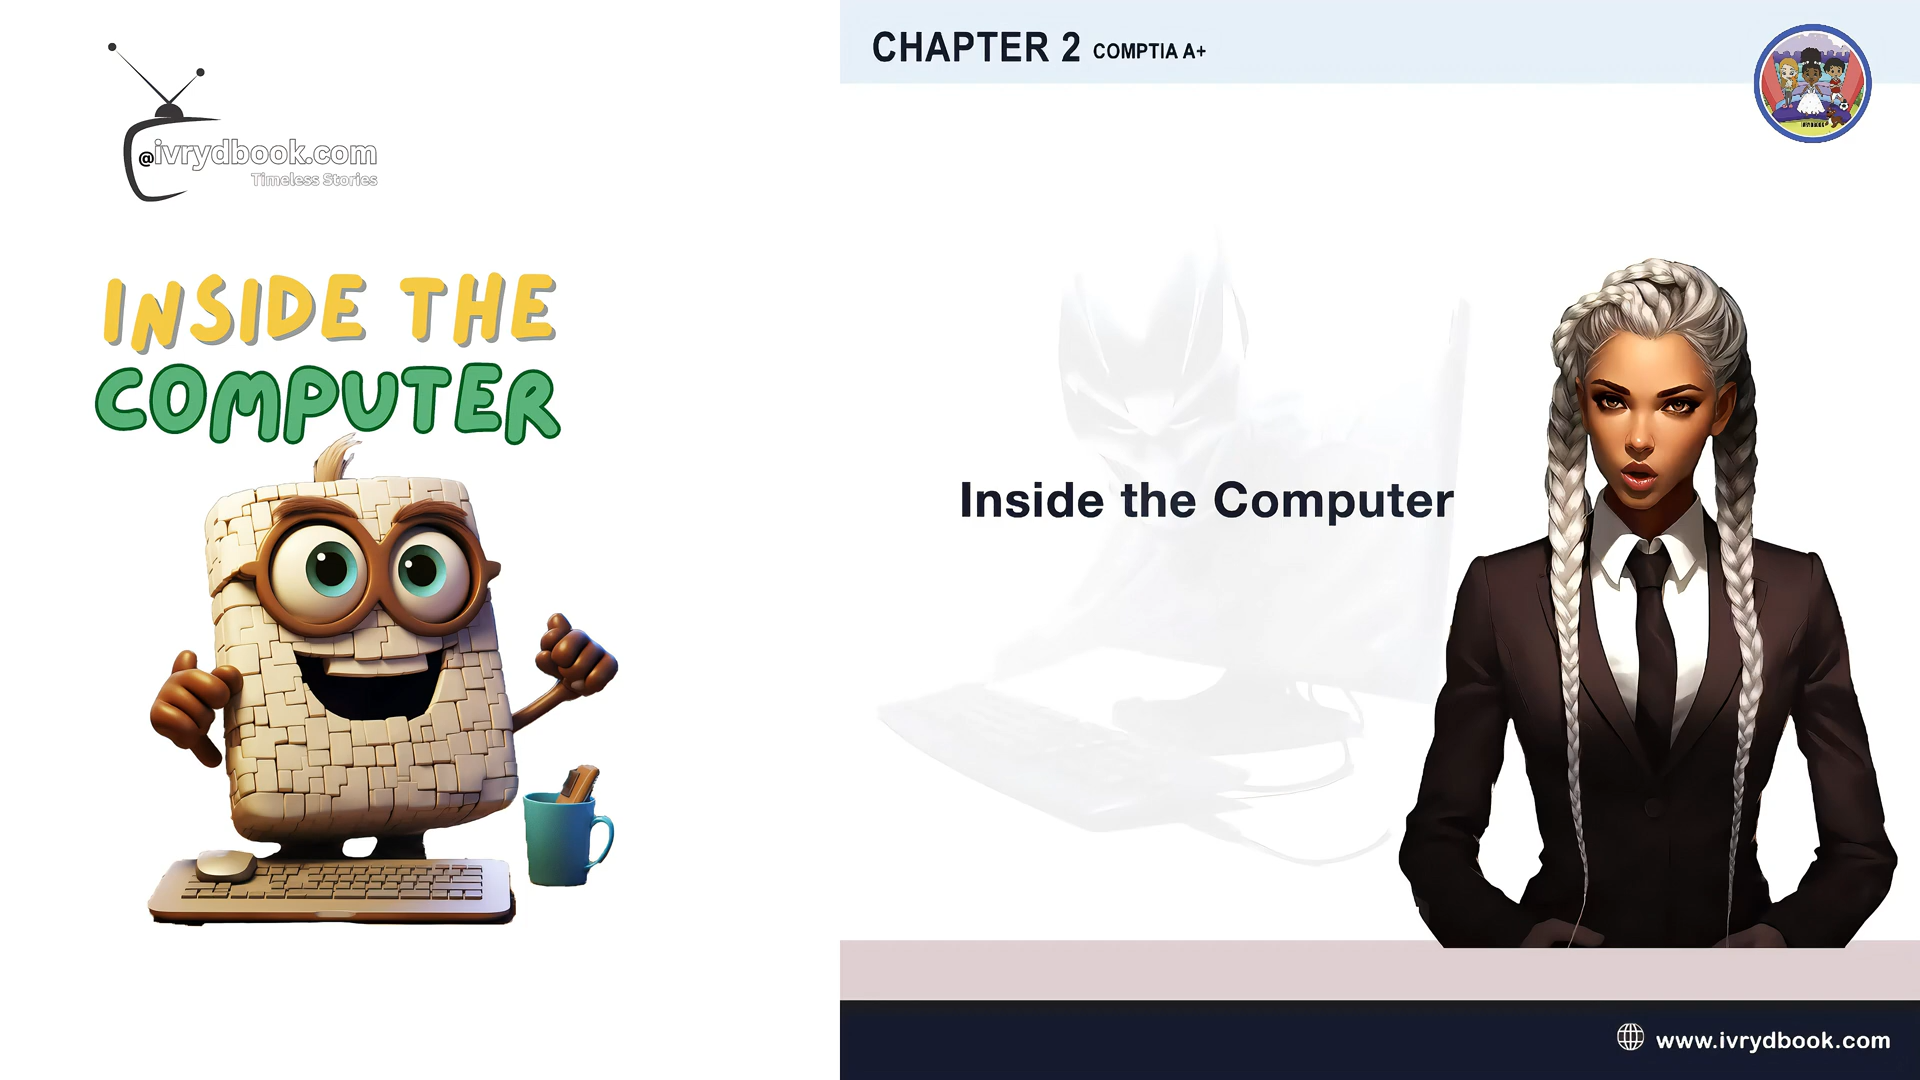 @ivrydbook.com
Timeless Stories
INSIDE THE
COMPUTER
CHAPTER 2 COMPTIA A+
Inside the Computer
www.ivrydbook.com